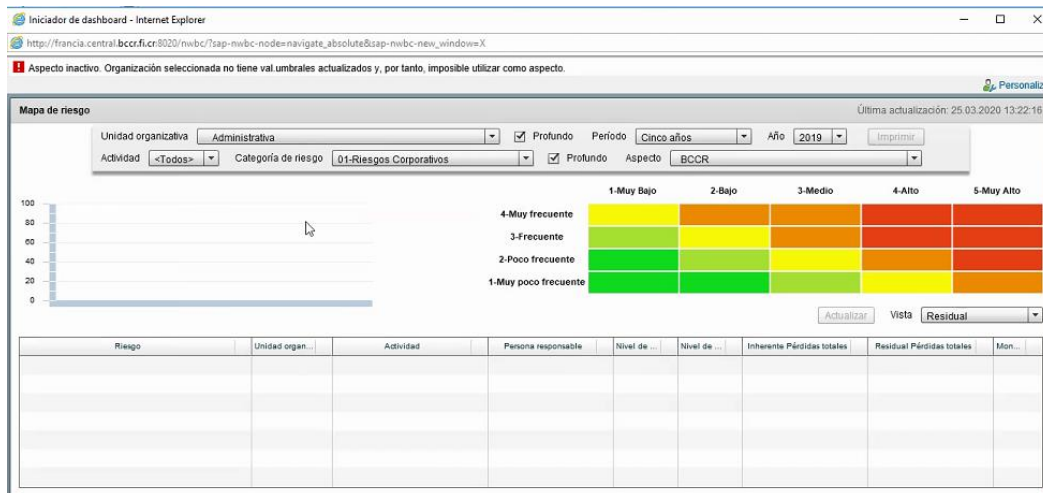 Iniciador de dashboard - Internet Explorer
http://francia.central.bccr.fi.cr:8020/nwbc/?sap-nwbc-node=navigate_absolute&sap-nwbc-new_window=X
Aspecto inactivo. Organización seleccionada no tiene val.umbrales actualizados y, por tanto, imposible utilizar como aspecto.
Personaliz
Mapa de riesgo Última actualización: 25.03.2020 13:22:16
Unidad organizativa Administrativa Profundo Período Cinco años Año 2019 Imprimir
Actividad <Todos> Categoría de riesgo 01-Riesgos Corporativos Profundo Aspecto BCCR
1-Muy Bajo 2-Bajo 3-Medio 4-Alto 5-Muy Alto
100
80
60
40
20
0
4-Muy frecuente
3-Frecuente
2-Poco frecuente
1-Muy poco frecuente
Actualizar Vista Residual
Riesgo Unidad organ... Actividad Persona responsable Nivel de ... Nivel de ... Inherente Pérdidas totales Residual Pérdidas totales Mon...